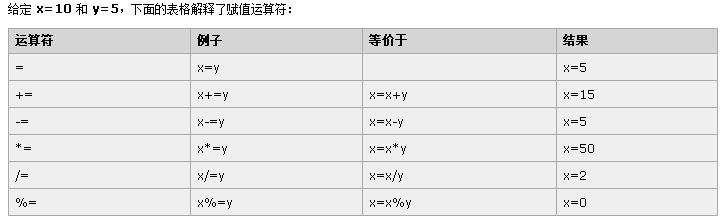 给定 x=10 和 y=5，下面的表格解释了赋值运算符：
运算符 例子 等价于 结果
= x=y x=5
+= x+=y x=x+y x=15
-= x-=y x=x-y x=5
*= x*=y x=x*y x=50
/= x/=y x=x/y x=2
%= x%=y x=x%y x=0